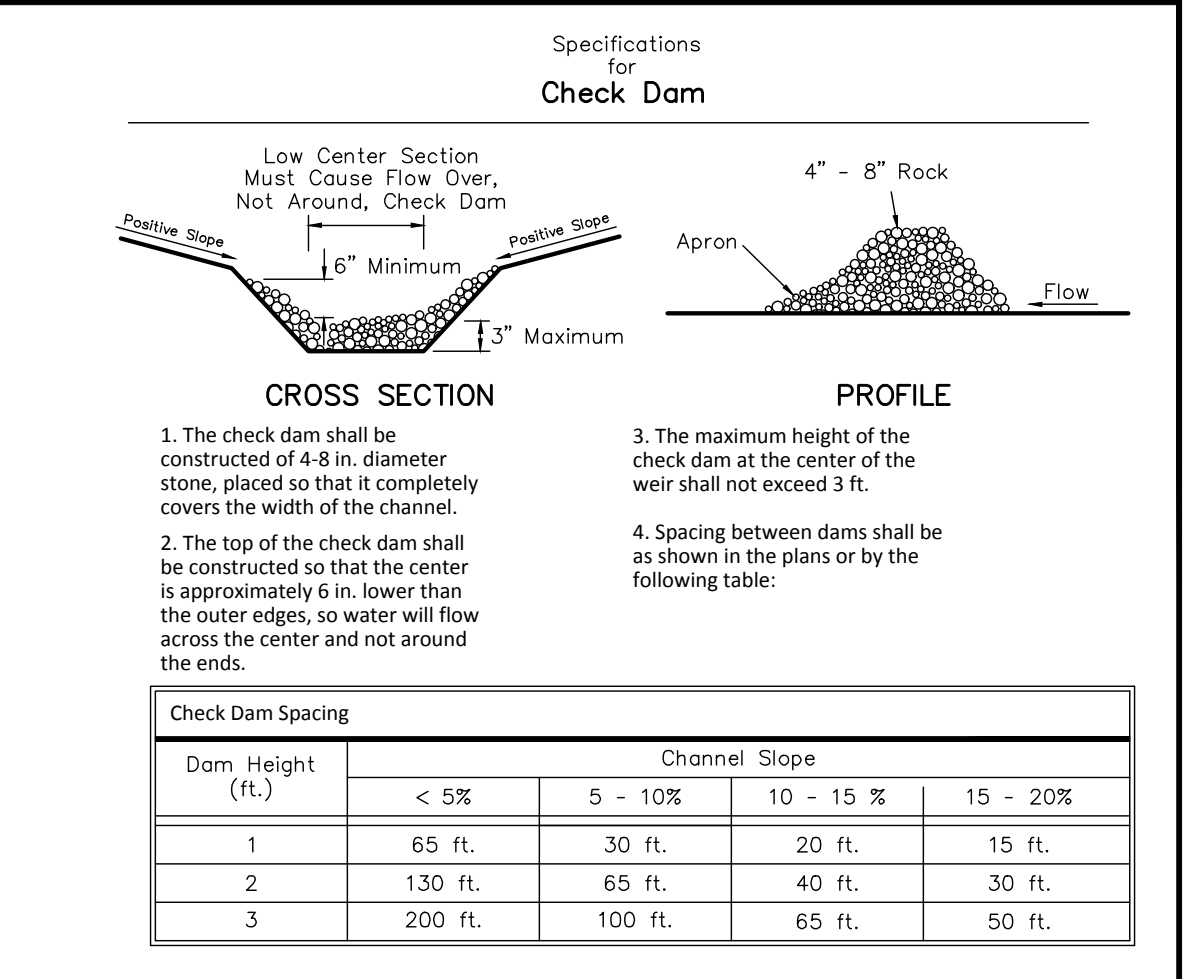 Specifications
for
Check Dam
Low Center Section
Must Cause Flow Over,
Not Around, Check Dam
Positive Slope
Positive Slope
6” Minimum
3” Maximum
CROSS SECTION
4” - 8” Rock
Apron
Flow
PROFILE
1. The check dam shall be
constructed of 4-8 in. diameter
stone, placed so that it completely
covers the width of the channel.
2. The top of the check dam shall
be constructed so that the center
is approximately 6 in. lower than
the outer edges, so water will flow
across the center and not around
the ends.
3. The maximum height of the
check dam at the center of the
weir shall not exceed 3 ft.
4. Spacing between dams shall be
as shown in the plans or by the
following table:
Check Dam Spacing
Dam Height
(ft.)
Channel Slope
< 5% 5 - 10% 10 - 15 % 15 - 20%
1 65 ft. 30 ft. 20 ft. 15 ft.
2 130 ft. 65 ft. 40 ft. 30 ft.
3 200 ft. 100 ft. 65 ft. 50 ft.